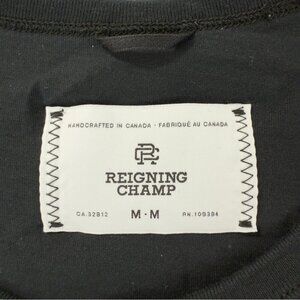 HANDCRAFTED IN CANADA · FABRIQUÉ AU CANADA
RC
REIGNING
CHAMP
CA.32812 M·M RN.109384